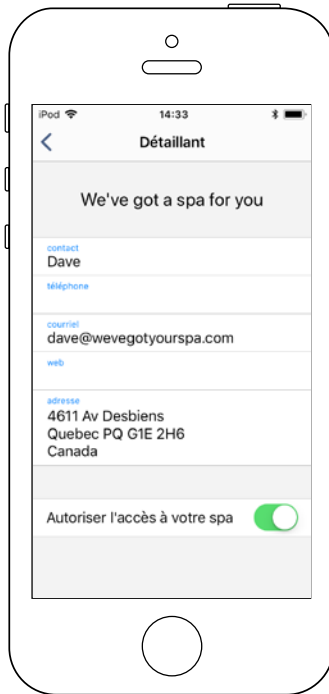 iPod 14:33
Détaillant
We've got a spa for you
contact
Dave
téléphone
courriel
dave@wevegotyourspa.com
web
adresse
4611 Av Desbiens
Quebec PQ G1E 2H6
Canada
Autoriser l'accès à votre spa